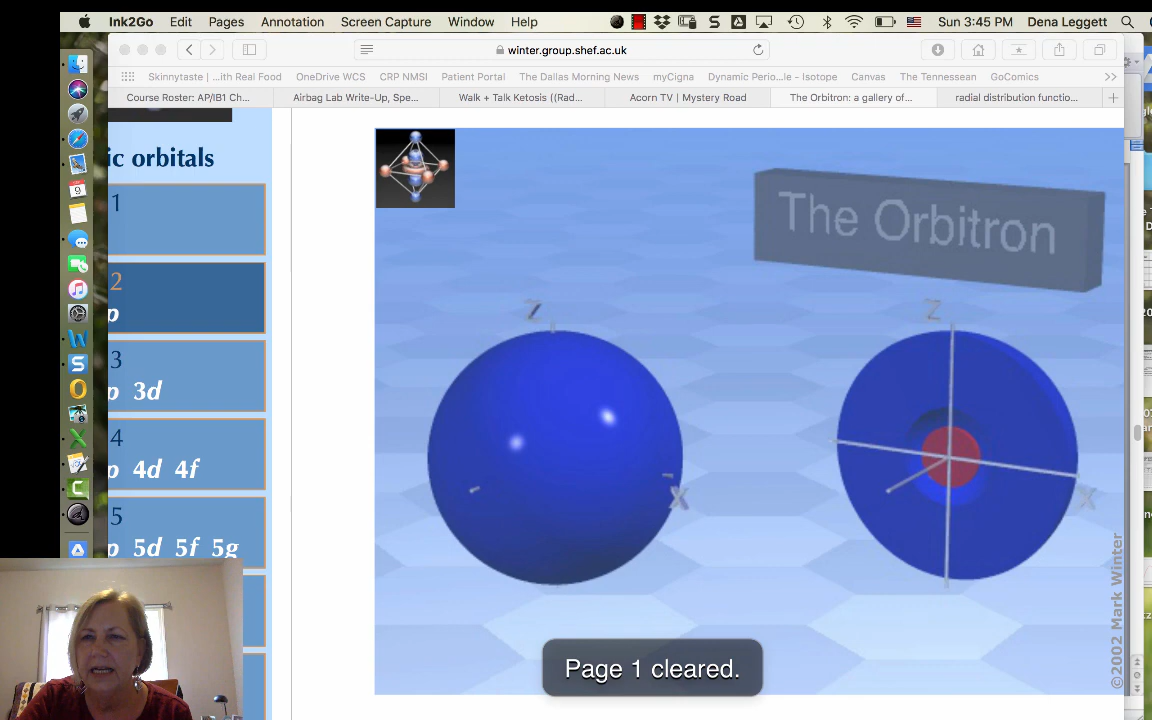 Ink2Go Edit Pages Annotation Screen Capture Window Help Sun 3:45 PM Dena Leggett
winter.group.shef.ac.uk
Skinnytaste | ...ith Real Food OneDrive WCS CRP NMSI Patient Portal The Dallas Morning News myCigna Dynamic Perio...le - Isotope Canvas The Tennessean GoComics
Course Roster: AP/IB1 Ch... Airbag Lab Write-Up, Spe... Walk + Talk Ketosis ((Rad... Acorn TV | Mystery Road The Orbitron: a gallery of... radial distribution functio...
ic orbitals
1
2
p
3
p 3d
4
p 4d 4f
5
p 5d 5f 5g
The Orbitron
Z
X
Z
X
©2002 Mark Winter
Page 1 cleared.